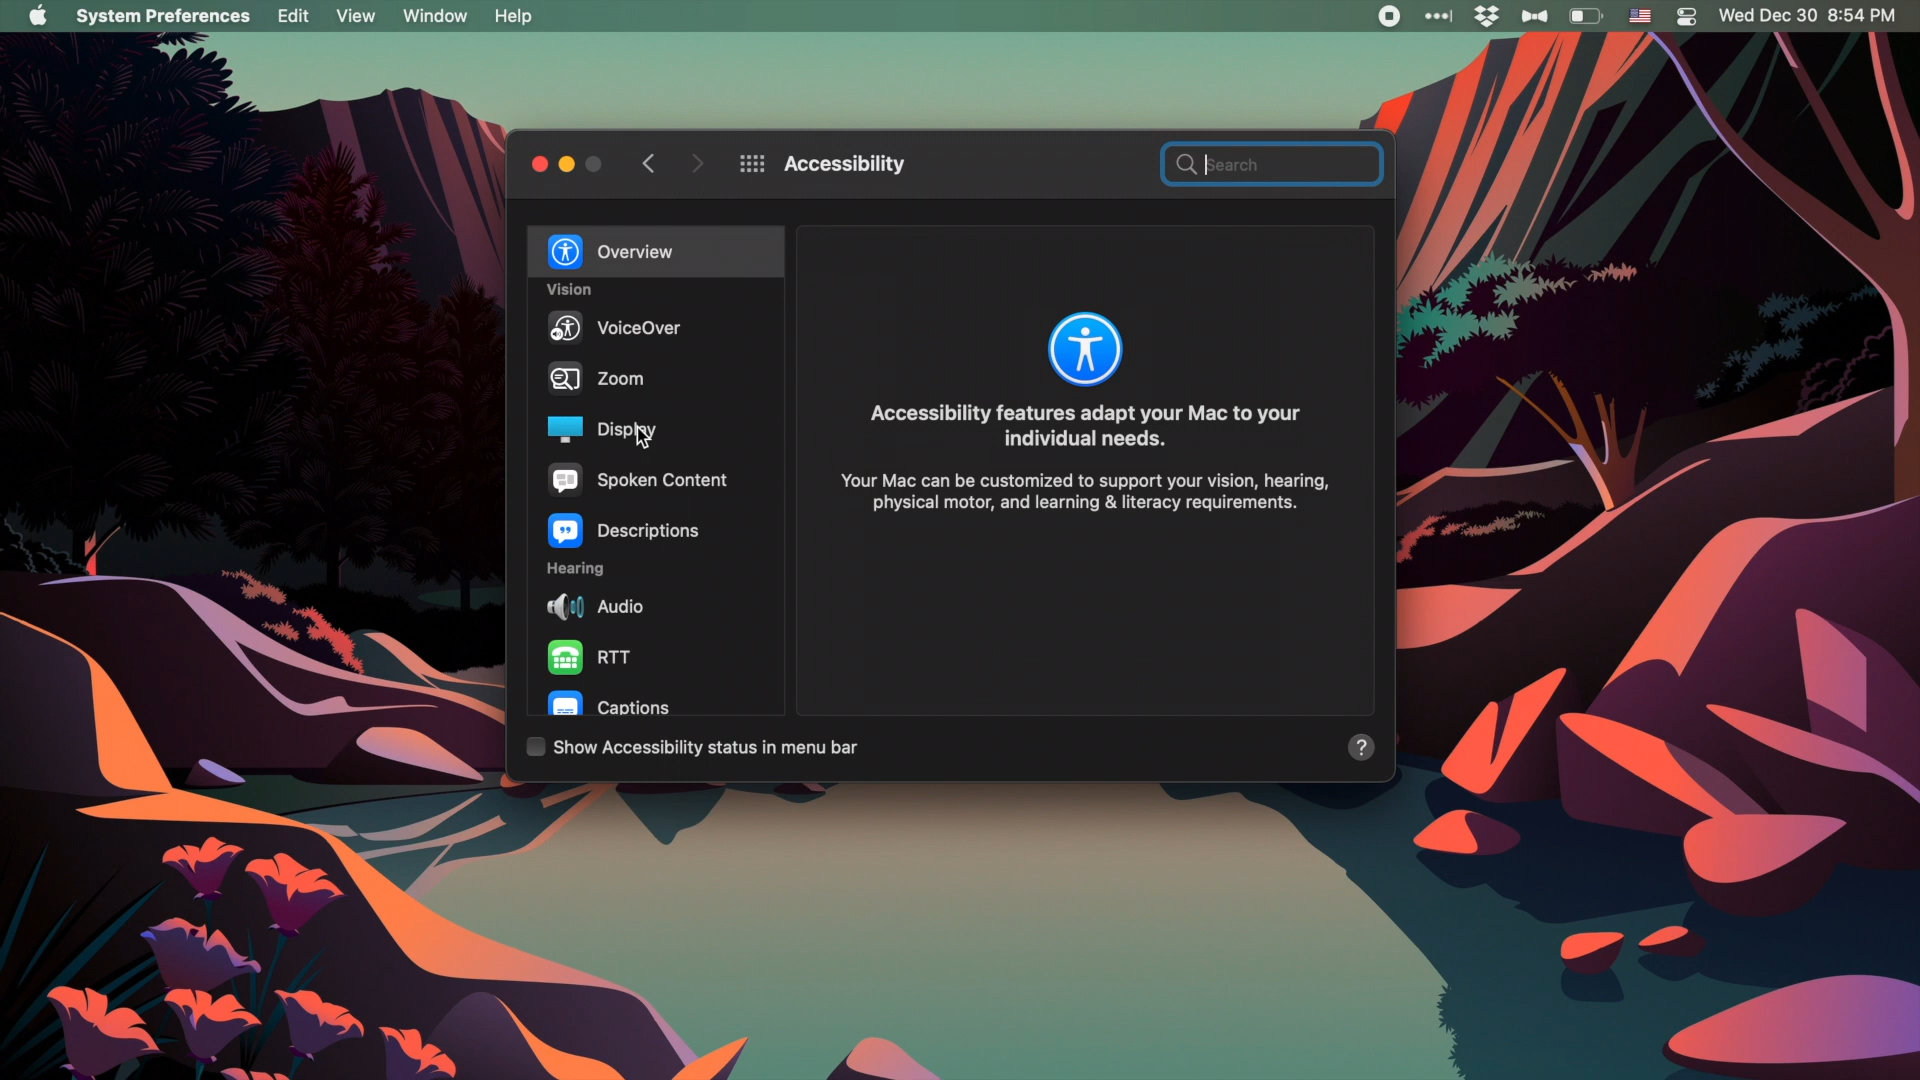 System Preferences Edit View Window Help Wed Dec 30 8:54 PM
Accessibility
Search
Overview
Vision
VoiceOver
Zoom
Display
Spoken Content
Descriptions
Hearing
Audio
RTT
Captions
Accessibility features adapt your Mac to your
individual needs.
Your Mac can be customized to support your vision, hearing,
physical motor, and learning & literacy requirements.
Show Accessibility status in menu bar
?